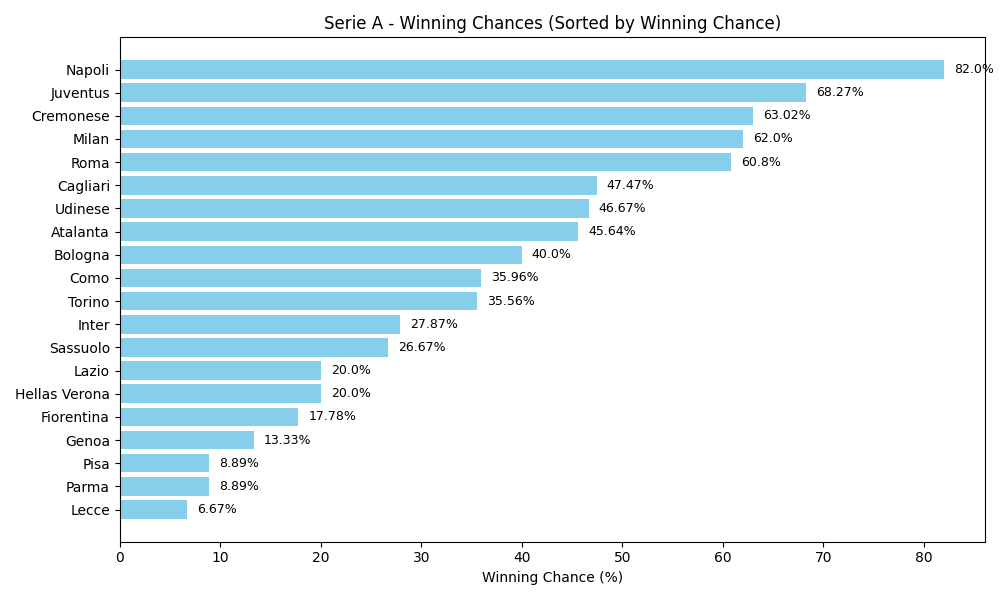 Serie A - Winning Chances (Sorted by Winning Chance)
Napoli 82.0%
Juventus 68.27%
Cremonese 63.02%
Milan 62.0%
Roma 60.8%
Cagliari 47.47%
Udinese 46.67%
Atalanta 45.64%
Bologna 40.0%
Como 35.96%
Torino 35.56%
Inter 27.87%
Sassuolo 26.67%
Lazio 20.0%
Hellas Verona 20.0%
Fiorentina 17.78%
Genoa 13.33%
Pisa 8.89%
Parma 8.89%
Lecce 6.67%
0 10 20 30 40 50 60 70 80
Winning Chance (%)